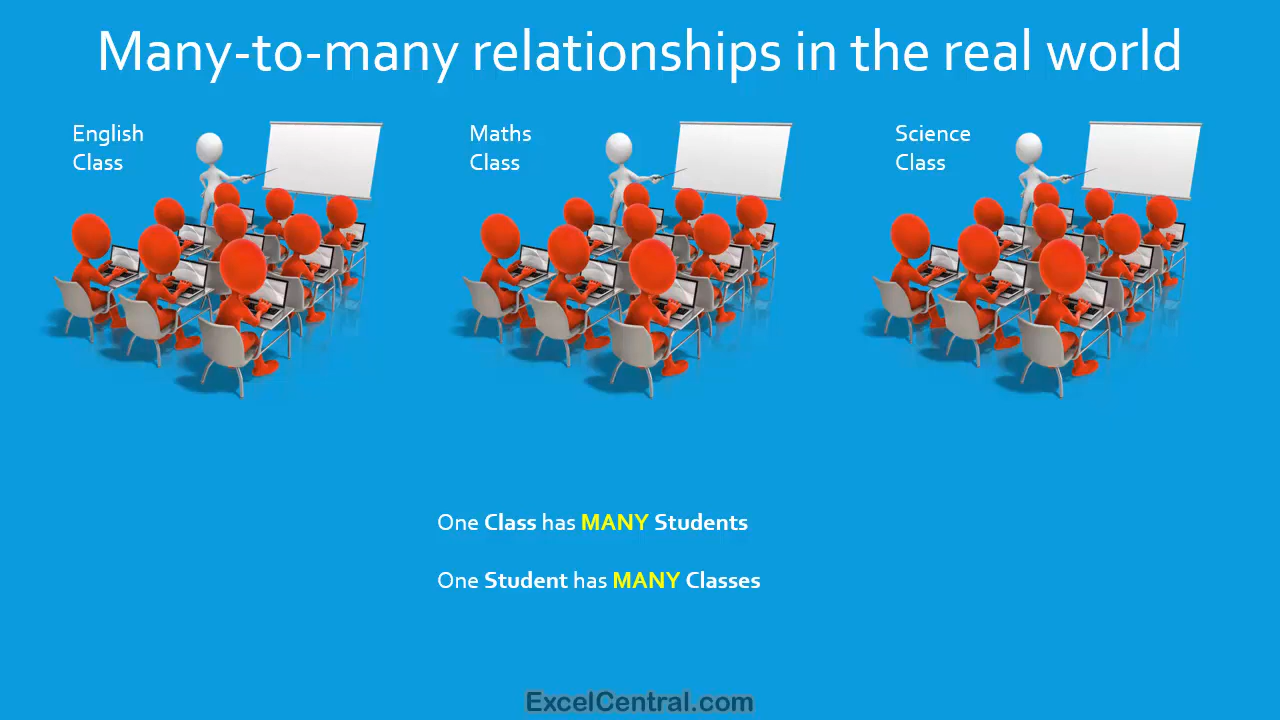 Many-to-many relationships in the real world
English
Class
Maths
Class
Science
Class
One Class has MANY Students
One Student has MANY Classes
ExcelCentral.com